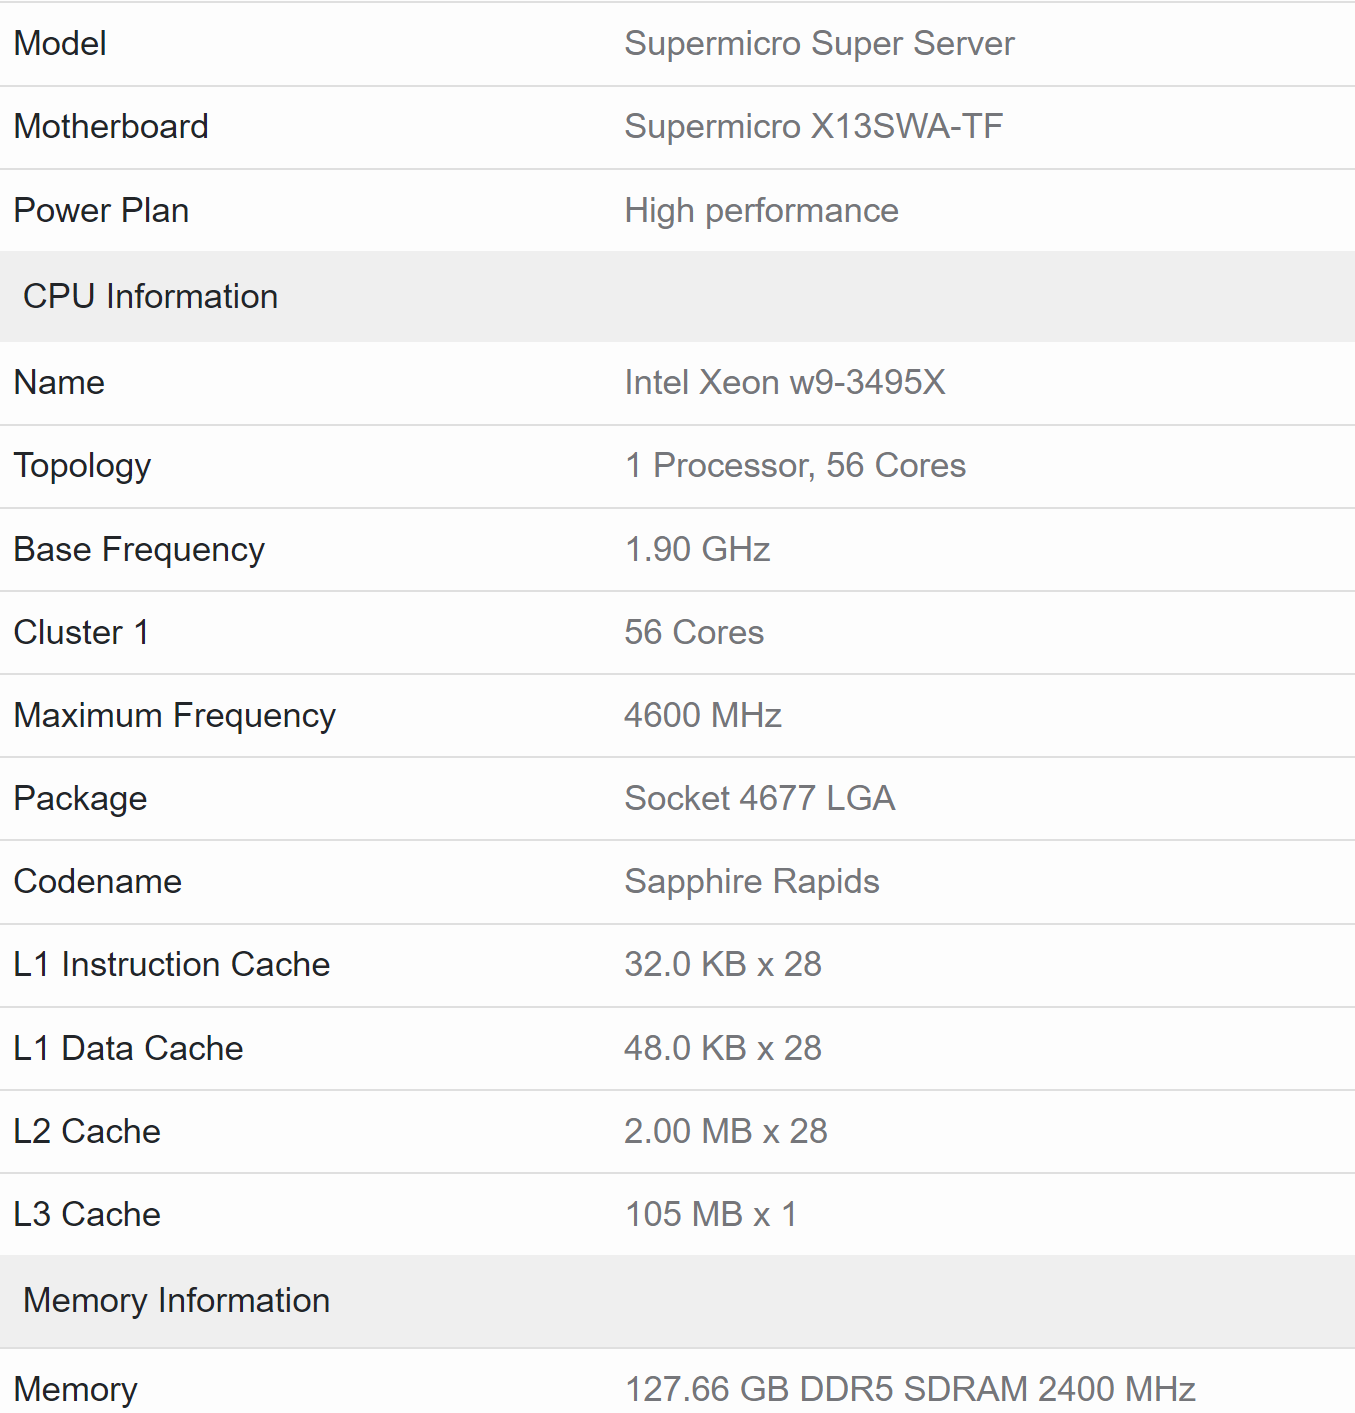 Model Supermicro Super Server
Motherboard Supermicro X13SWA-TF
Power Plan High performance
CPU Information
Name Intel Xeon w9-3495X
Topology 1 Processor, 56 Cores
Base Frequency 1.90 GHz
Cluster 1 56 Cores
Maximum Frequency 4600 MHz
Package Socket 4677 LGA
Codename Sapphire Rapids
L1 Instruction Cache 32.0 KB x 28
L1 Data Cache 48.0 KB x 28
L2 Cache 2.00 MB x 28
L3 Cache 105 MB x 1
Memory Information
Memory 127.66 GB DDR5 SDRAM 2400 MHz